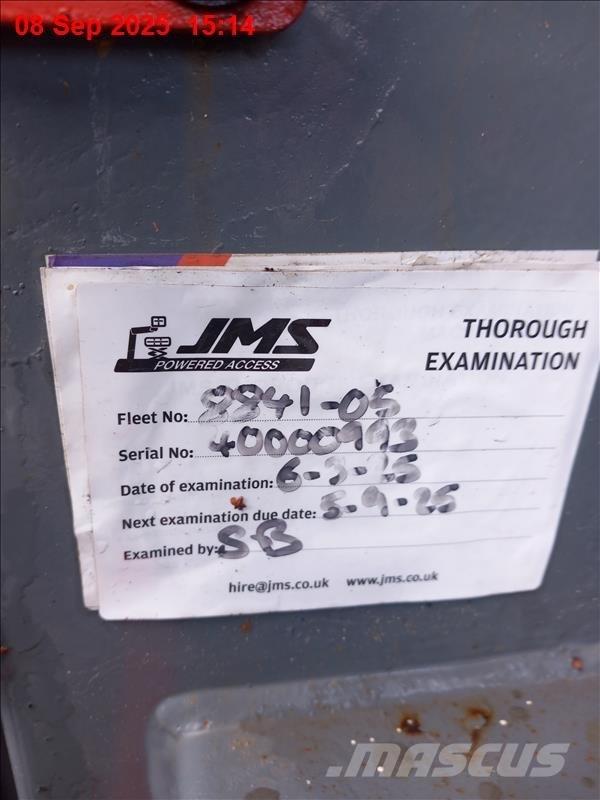 08 Sep 2025 15:14
JMS
POWERED ACCESS
THOROUGH
EXAMINATION
Fleet No: 9941-05
Serial No: 40000993
Date of examination: 6-3-25
Next examination due date: 5-9-25
Examined by: SB
hire@jms.co.uk www.jms.co.uk
MASCUS